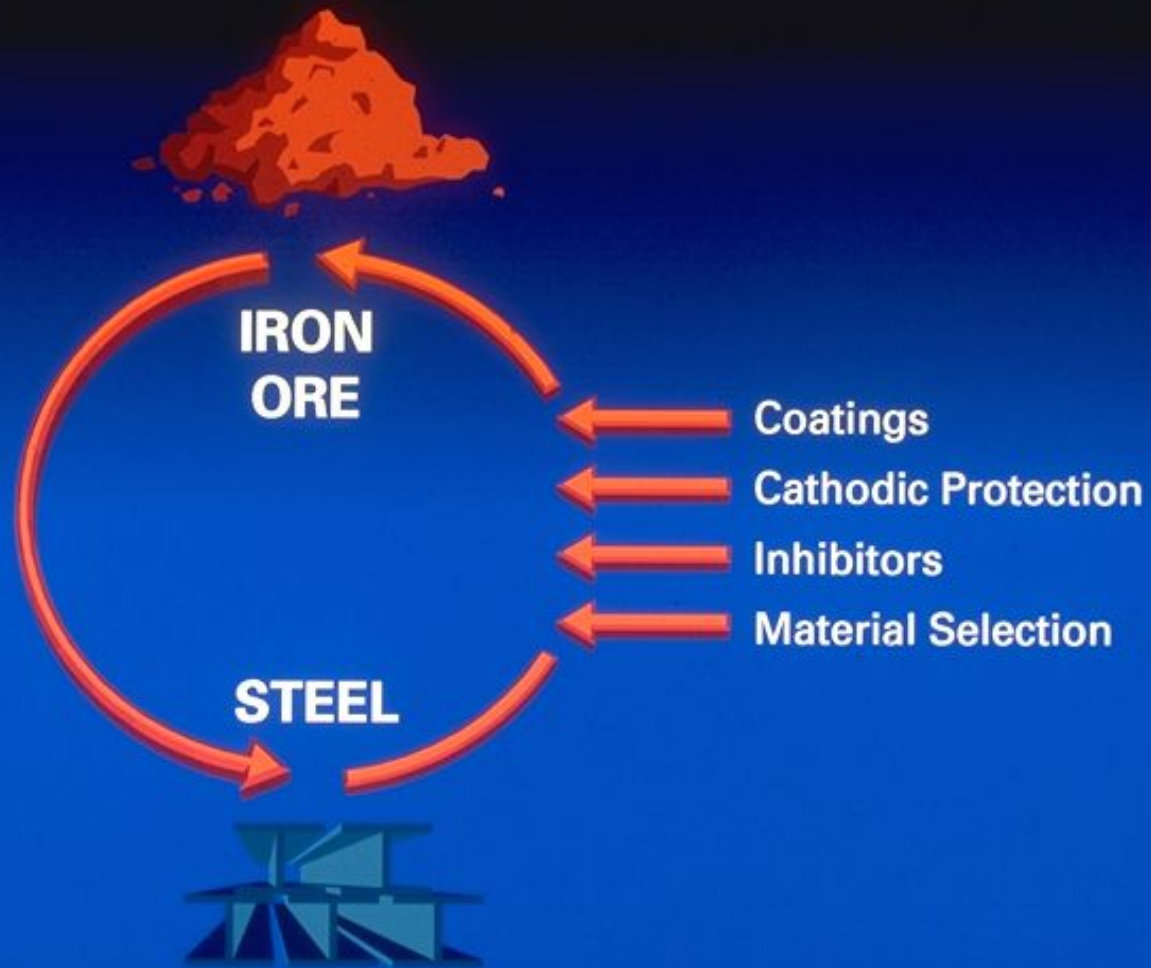 IRON
ORE
Coatings
Cathodic Protection
Inhibitors
Material Selection
STEEL